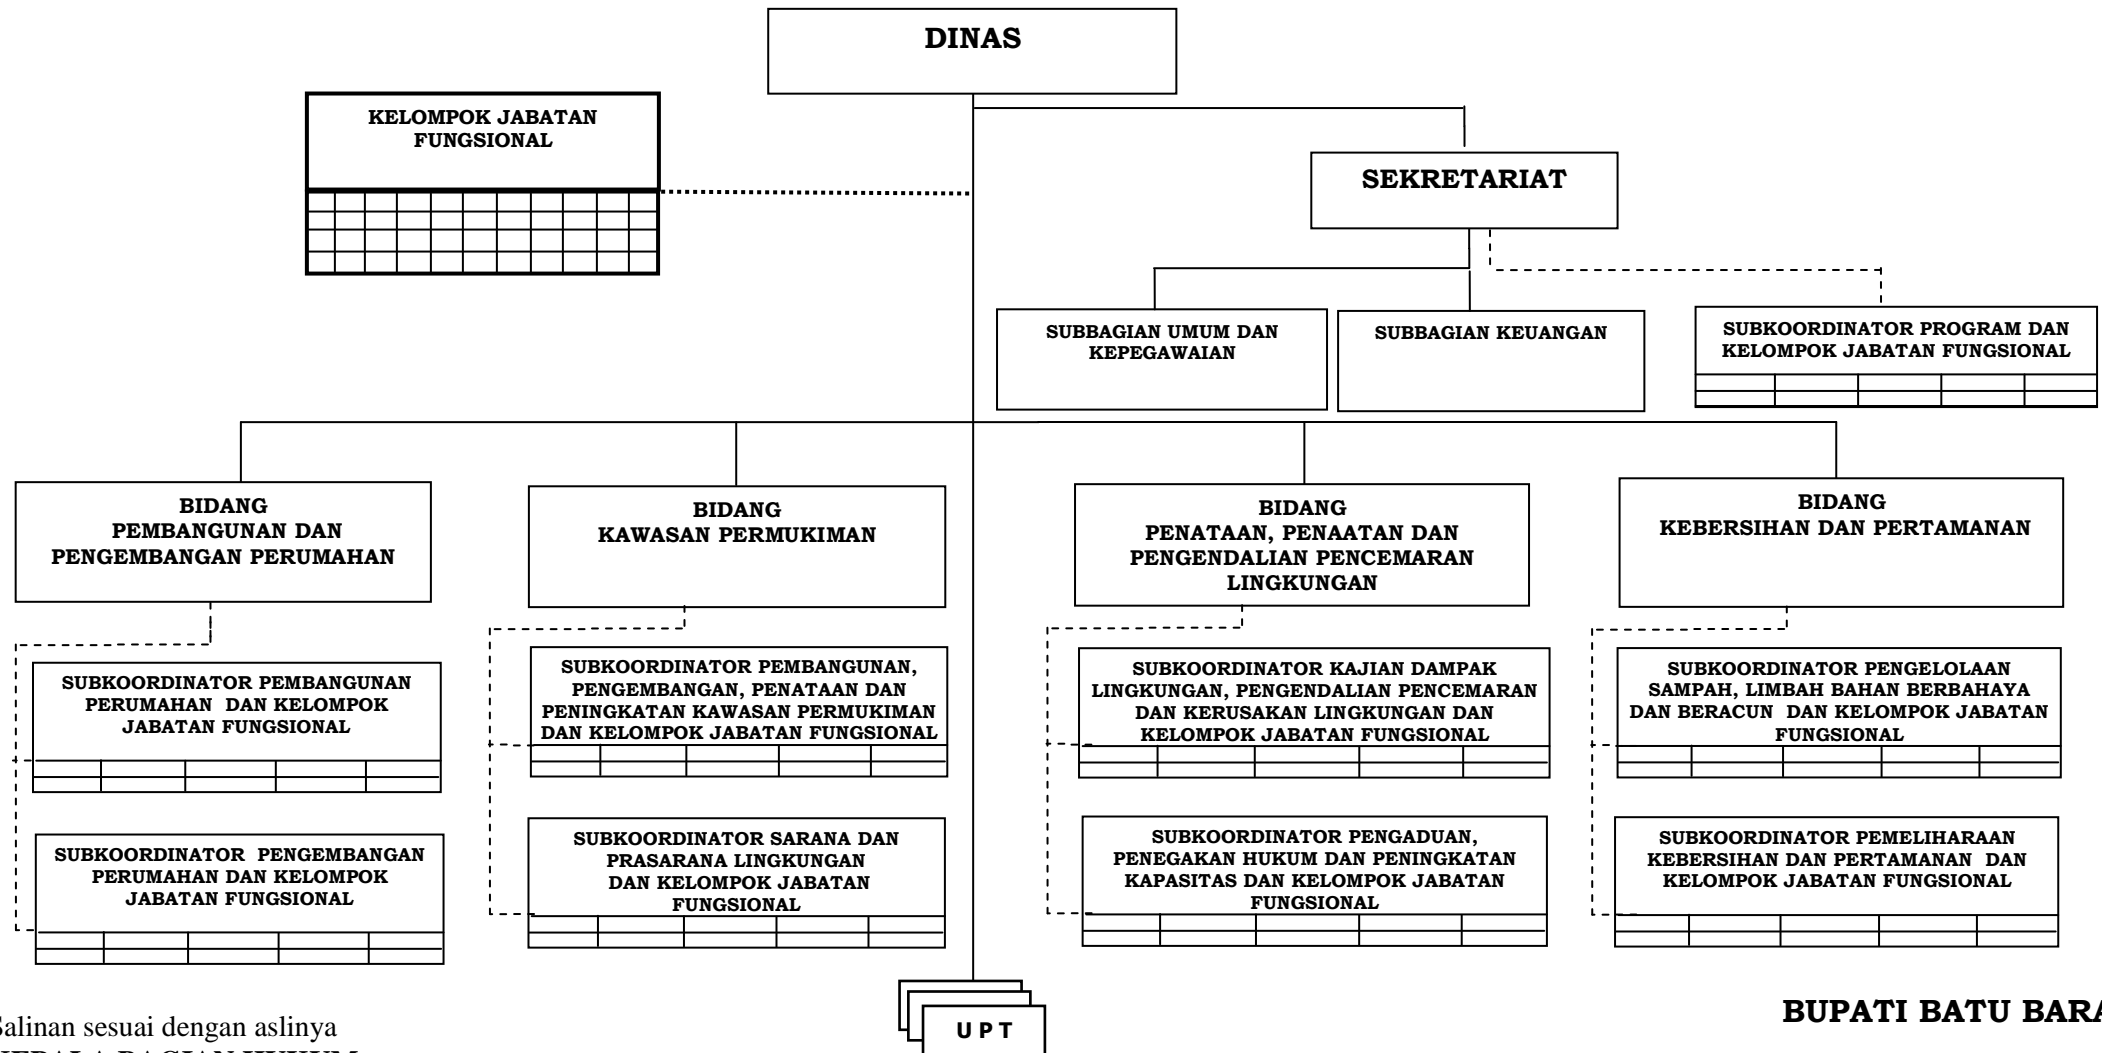 DINAS
KELOMPOK JABATAN
FUNGSIONAL
SEKRETARIAT
SUBBAGIAN UMUM DAN
KEPEGAWAIAN
SUBBAGIAN KEUANGAN
SUBKOORDINATOR PROGRAM DAN
KELOMPOK JABATAN FUNGSIONAL
BIDANG
PEMBANGUNAN DAN
PENGEMBANGAN PERUMAHAN
BIDANG
KAWASAN PERMUKIMAN
BIDANG
PENATAAN, PENAATAN DAN
PENGENDALIAN PENCEMARAN
LINGKUNGAN
BIDANG
KEBERSIHAN DAN PERTAMANAN
SUBKOORDINATOR PEMBANGUNAN
PERUMAHAN DAN KELOMPOK
JABATAN FUNGSIONAL
SUBKOORDINATOR PEMBANGUNAN,
PENGEMBANGAN, PENATAAN DAN
PENINGKATAN KAWASAN PERMUKIMAN
DAN KELOMPOK JABATAN FUNGSIONAL
SUBKOORDINATOR KAJIAN DAMPAK
LINGKUNGAN, PENGENDALIAN PENCEMARAN
DAN KERUSAKAN LINGKUNGAN DAN
KELOMPOK JABATAN FUNGSIONAL
SUBKOORDINATOR PENGELOLAAN
SAMPAH, LIMBAH BAHAN BERBAHAYA
DAN BERACUN DAN KELOMPOK JABATAN
FUNGSIONAL
SUBKOORDINATOR PENGEMBANGAN
PERUMAHAN DAN KELOMPOK
JABATAN FUNGSIONAL
SUBKOORDINATOR SARANA DAN
PRASARANA LINGKUNGAN
DAN KELOMPOK JABATAN
FUNGSIONAL
SUBKOORDINATOR PENGADUAN,
PENEGAKAN HUKUM DAN PENINGKATAN
KAPASITAS DAN KELOMPOK JABATAN
FUNGSIONAL
SUBKOORDINATOR PEMELIHARAAN
KEBERSIHAN DAN PERTAMANAN DAN
KELOMPOK JABATAN FUNGSIONAL
UPT
Salinan sesuai dengan aslinya
KEPALA BAGIAN HUKUM
BUPATI BATU BARA